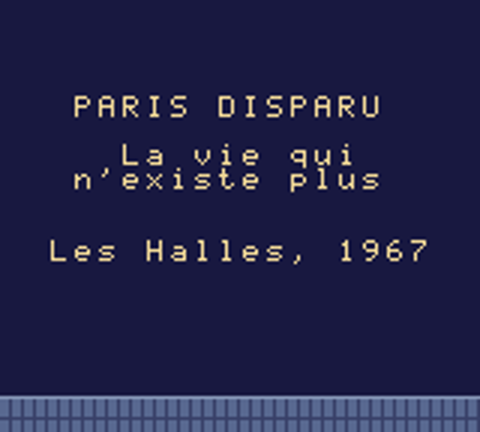 PARIS DISPARU
La vie qui
n'existe plus
Les Halles, 1967